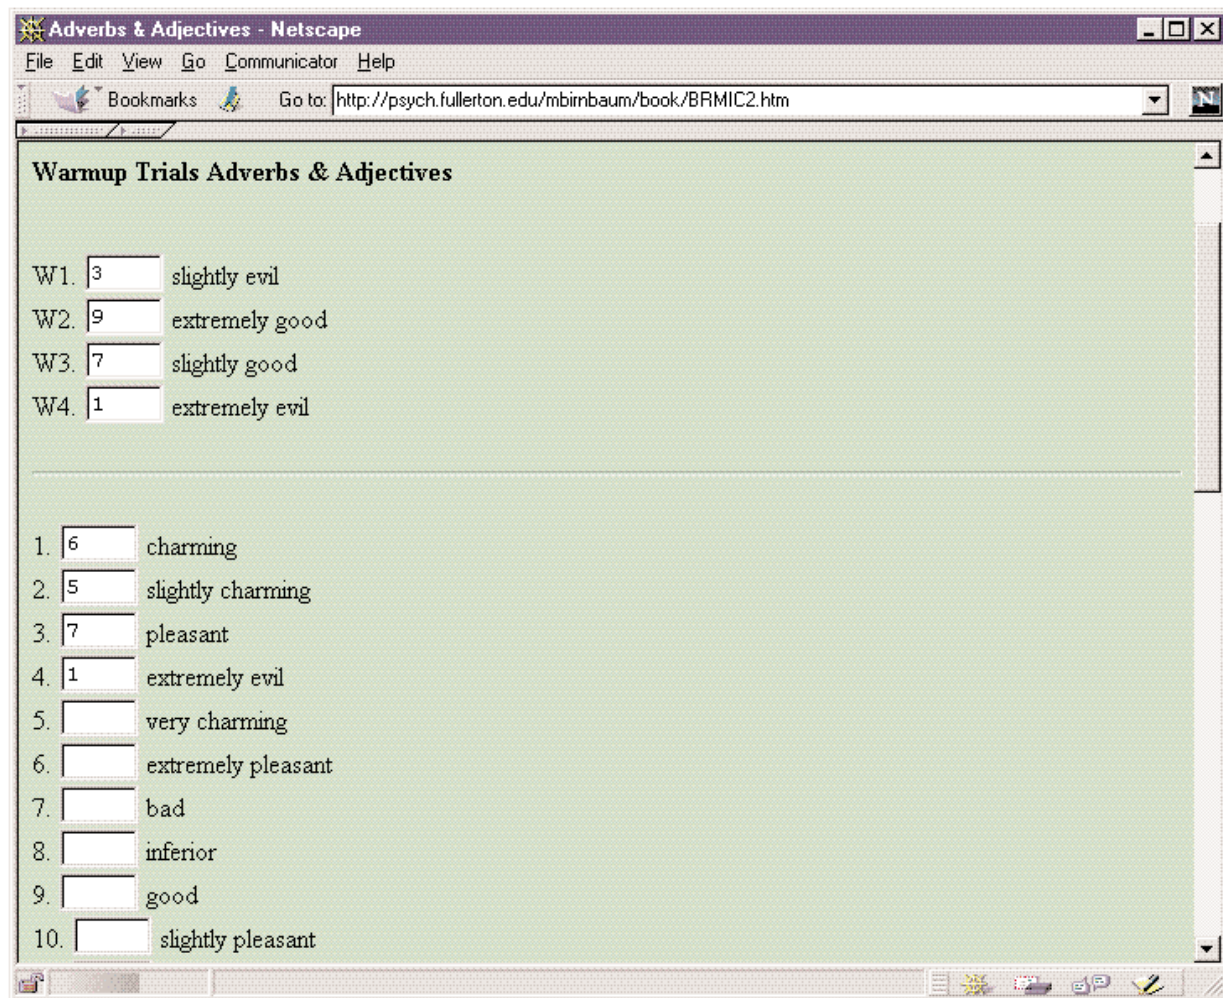 Adverbs & Adjectives - Netscape
File Edit View Go Communicator Help
Bookmarks Go to: http://psych.fullerton.edu/mbirnbaum/book/BRMIC2.htm N
Warmup Trials Adverbs & Adjectives
W1. 3 slightly evil
W2. 9 extremely good
W3. 7 slightly good
W4. 1 extremely evil
1. 6 charming
2. 5 slightly charming
3. 7 pleasant
4. 1 extremely evil
5. very charming
6. extremely pleasant
7. bad
8. inferior
9. good
10. slightly pleasant